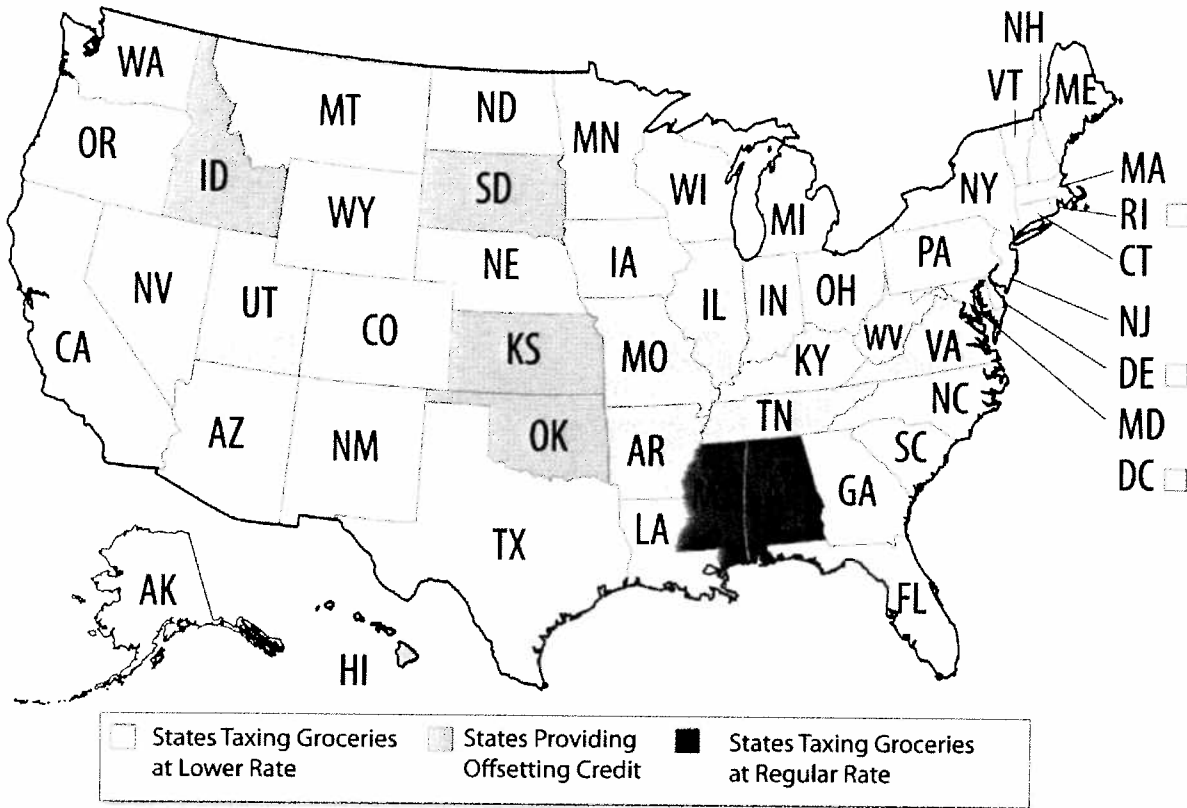 NH
VT
ME
WA
MT
ND
MN
OR
ID
SD
WI
NY
MA
WY
MI
RI
CT
NE
IA
PA
NV
UT
CO
IL
IN
OH
NJ
CA
KS
MO
WV
VA
KY
DE
AZ
NM
OK
AR
TN
NC
MD
SC
DC
TX
LA
GA
AK
FL
HI
States Taxing Groceries
at Lower Rate
States Providing
Offsetting Credit
States Taxing Groceries
at Regular Rate